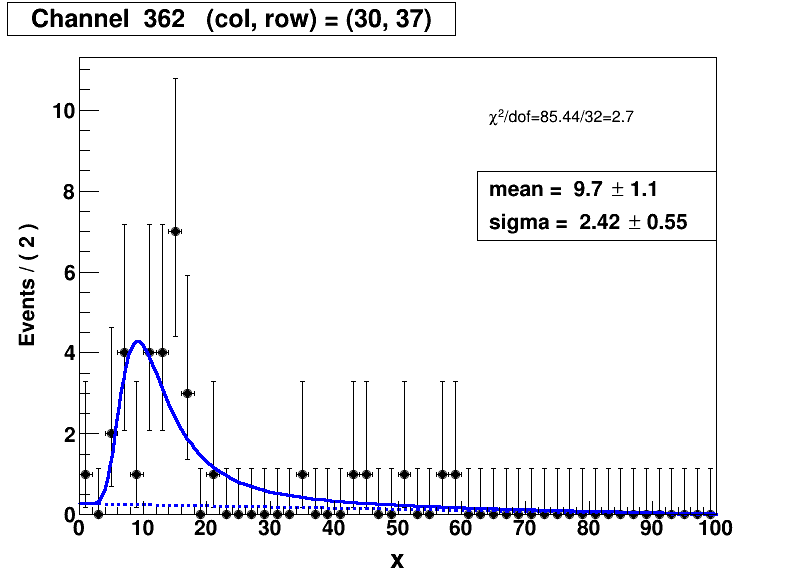 Channel 362 (col, row) = (30, 37)
χ²/dof=85.44/32=2.7
mean = 9.7 ± 1.1
sigma = 2.42 ± 0.55
Events / ( 2 )
10
8
6
4
2
0
0 10 20 30 40 50 60 70 80 90 100
x